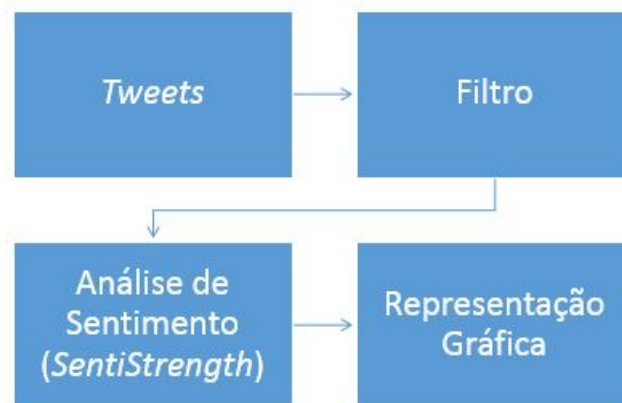 Tweets
Filtro
Análise de
Sentimento
(SentiStrength)
Representação
Gráfica